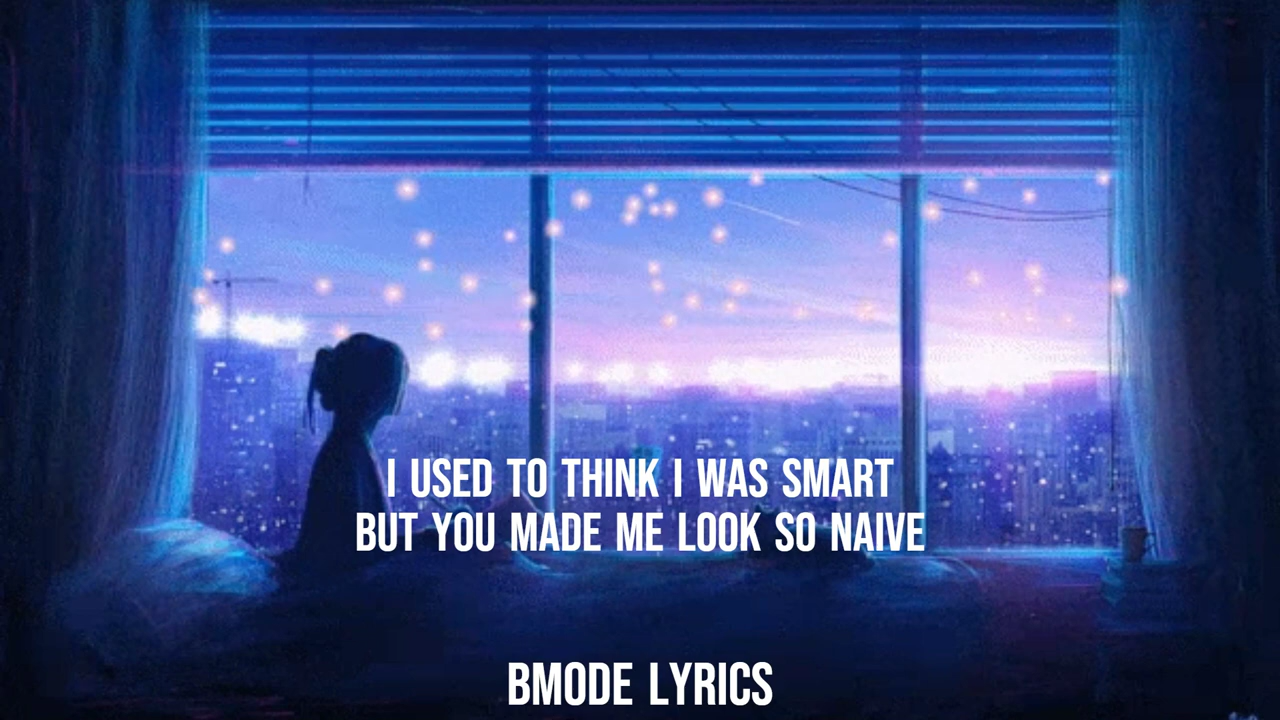 I USED TO THINK I WAS SMART
BUT YOU MADE ME LOOK SO NAIVE
BMODE LYRICS